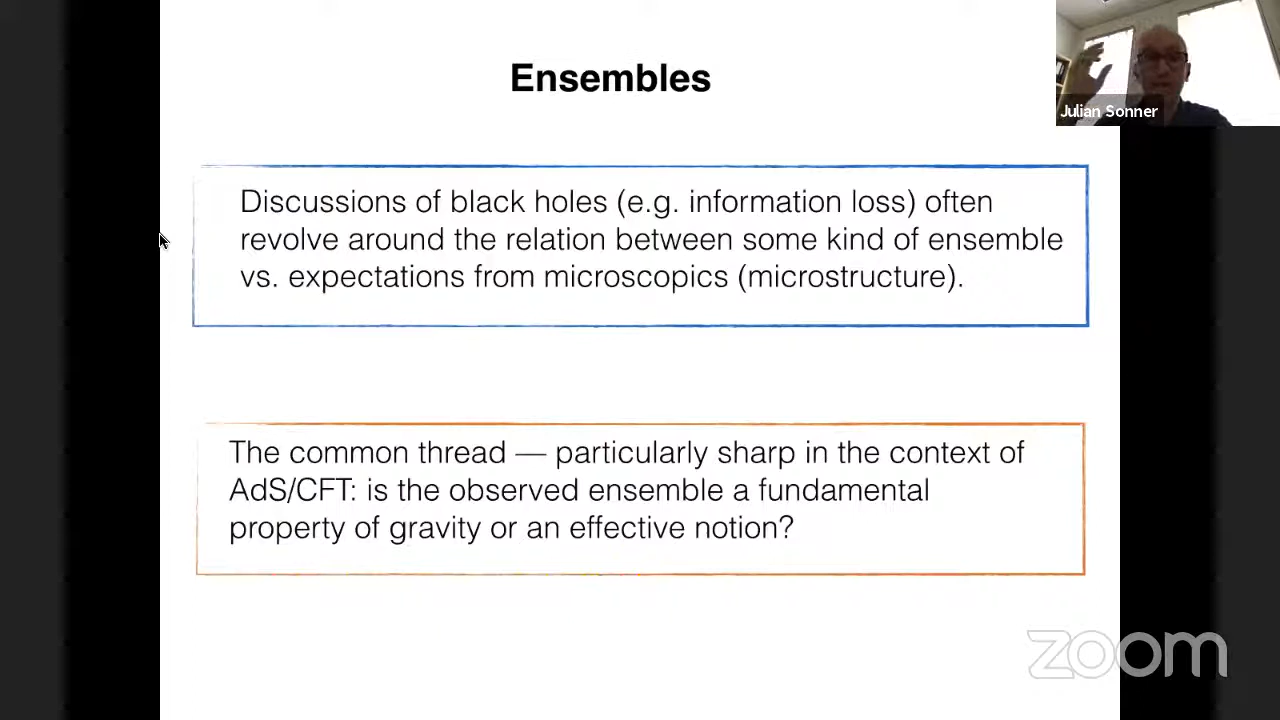 Ensembles
Julian Sonner
Discussions of black holes (e.g. information loss) often
revolve around the relation between some kind of ensemble
vs. expectations from microscopics (microstructure).
The common thread — particularly sharp in the context of
AdS/CFT: is the observed ensemble a fundamental
property of gravity or an effective notion?
zoom